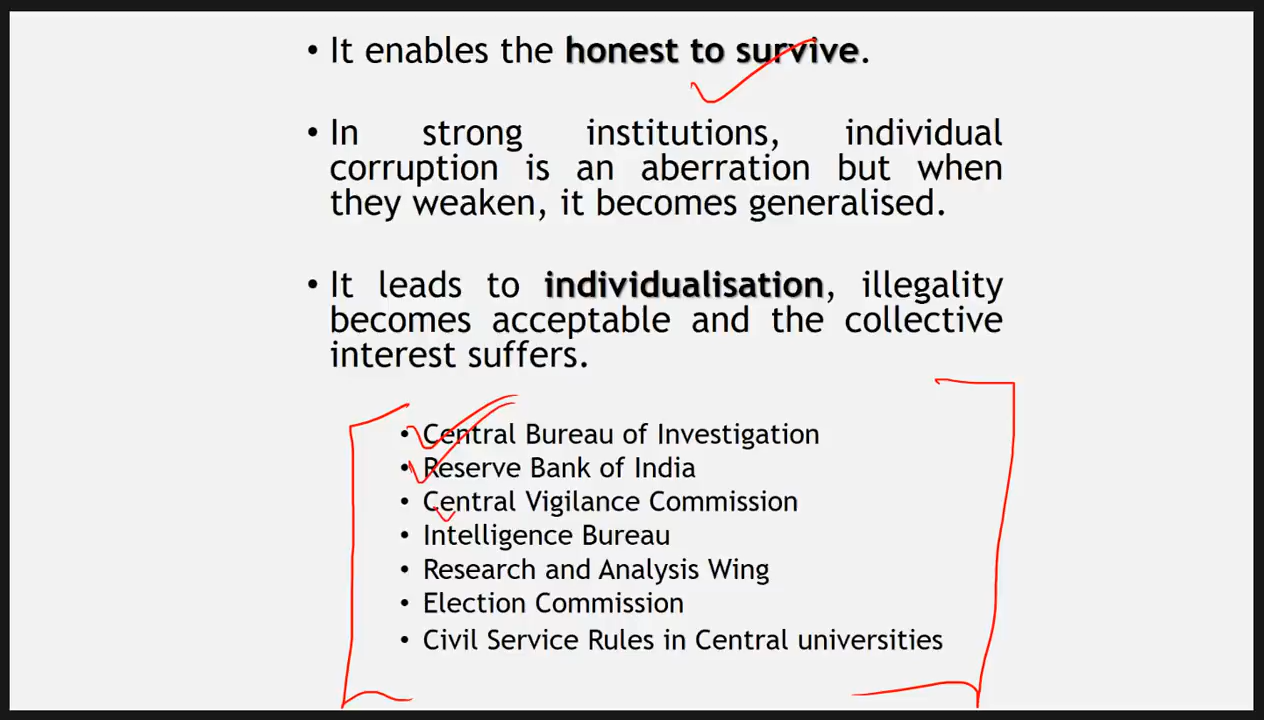 • It enables the honest to survive.
• In strong institutions, individual
corruption is an aberration but when
they weaken, it becomes generalised.
• It leads to individualisation, illegality
becomes acceptable and the collective
interest suffers.
• Central Bureau of Investigation
• Reserve Bank of India
• Central Vigilance Commission
• Intelligence Bureau
• Research and Analysis Wing
• Election Commission
• Civil Service Rules in Central universities